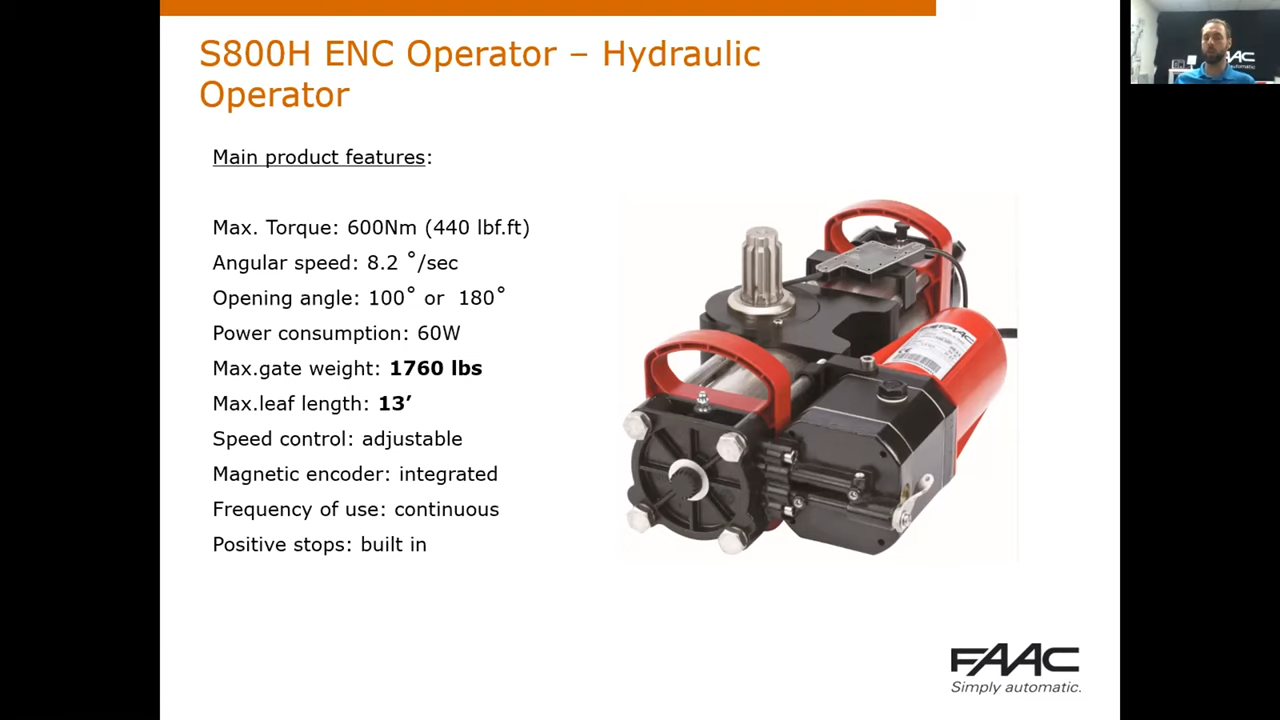 S800H ENC Operator – Hydraulic
Operator
Main product features:
Max. Torque: 600Nm (440 lbf.ft)
Angular speed: 8.2 ˚/sec
Opening angle: 100˚ or 180˚
Power consumption: 60W
Max.gate weight: 1760 lbs
Max.leaf length: 13’
Speed control: adjustable
Magnetic encoder: integrated
Frequency of use: continuous
Positive stops: built in
FAAC
FAAC
Simply automatic.